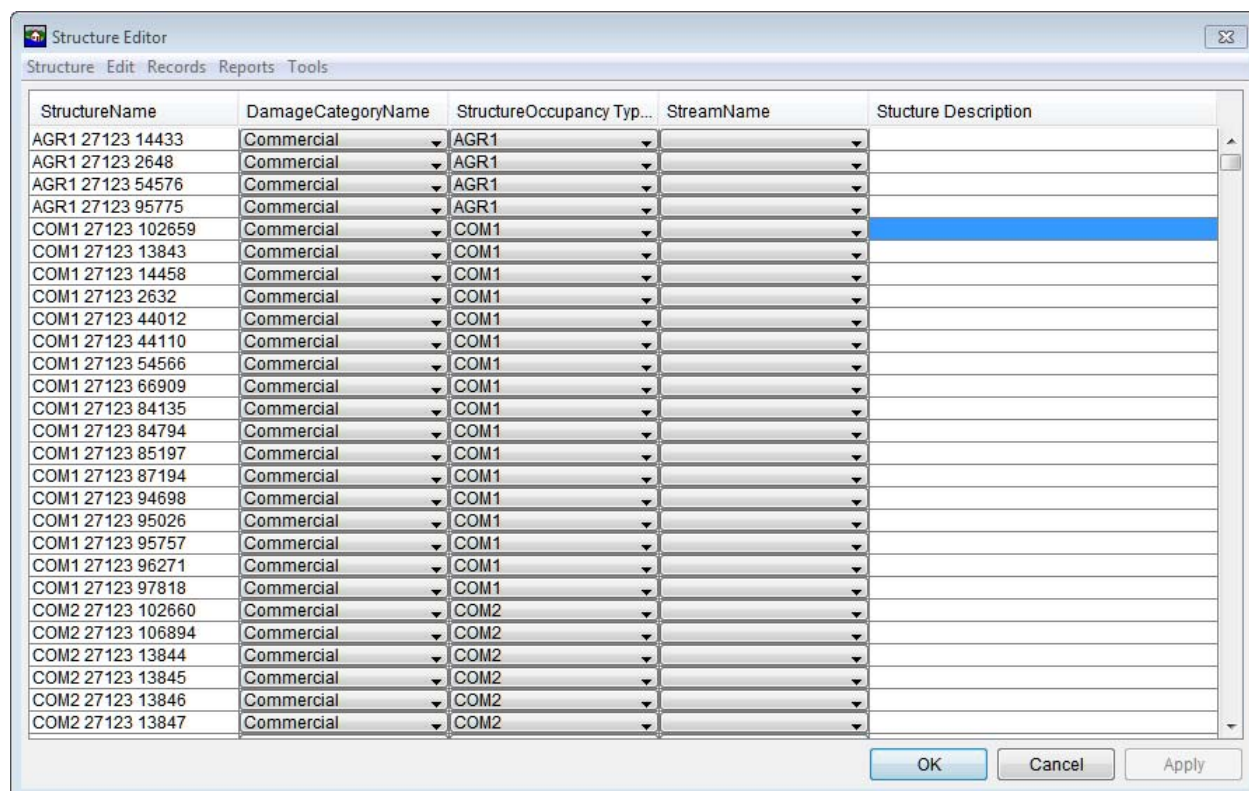 Structure Editor
Structure Edit Records Reports Tools
StructureName DamageCategoryName StructureOccupancy Typ... StreamName Stucture Description
AGR1 27123 14433 Commercial AGR1
AGR1 27123 2648 Commercial AGR1
AGR1 27123 54576 Commercial AGR1
AGR1 27123 95775 Commercial AGR1
COM1 27123 102659 Commercial COM1
COM1 27123 13843 Commercial COM1
COM1 27123 14458 Commercial COM1
COM1 27123 2632 Commercial COM1
COM1 27123 44012 Commercial COM1
COM1 27123 44110 Commercial COM1
COM1 27123 54566 Commercial COM1
COM1 27123 66909 Commercial COM1
COM1 27123 84135 Commercial COM1
COM1 27123 84794 Commercial COM1
COM1 27123 85197 Commercial COM1
COM1 27123 87194 Commercial COM1
COM1 27123 94698 Commercial COM1
COM1 27123 95026 Commercial COM1
COM1 27123 95757 Commercial COM1
COM1 27123 96271 Commercial COM1
COM1 27123 97818 Commercial COM1
COM2 27123 102660 Commercial COM2
COM2 27123 106894 Commercial COM2
COM2 27123 13844 Commercial COM2
COM2 27123 13845 Commercial COM2
COM2 27123 13846 Commercial COM2
COM2 27123 13847 Commercial COM2
OK Cancel Apply